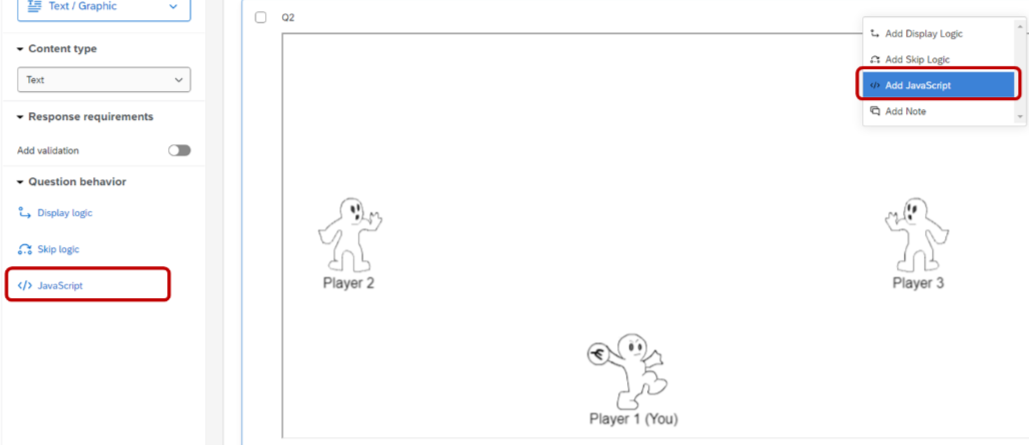 Text / Graphic
Content type
Text
Response requirements
Add validation
Question behavior
Display logic
Skip logic
</> JavaScript
Q2
Add Display Logic
Add Skip Logic
</> Add JavaScript
Add Note
Player 2
Player 3
€
Player 1 (You)